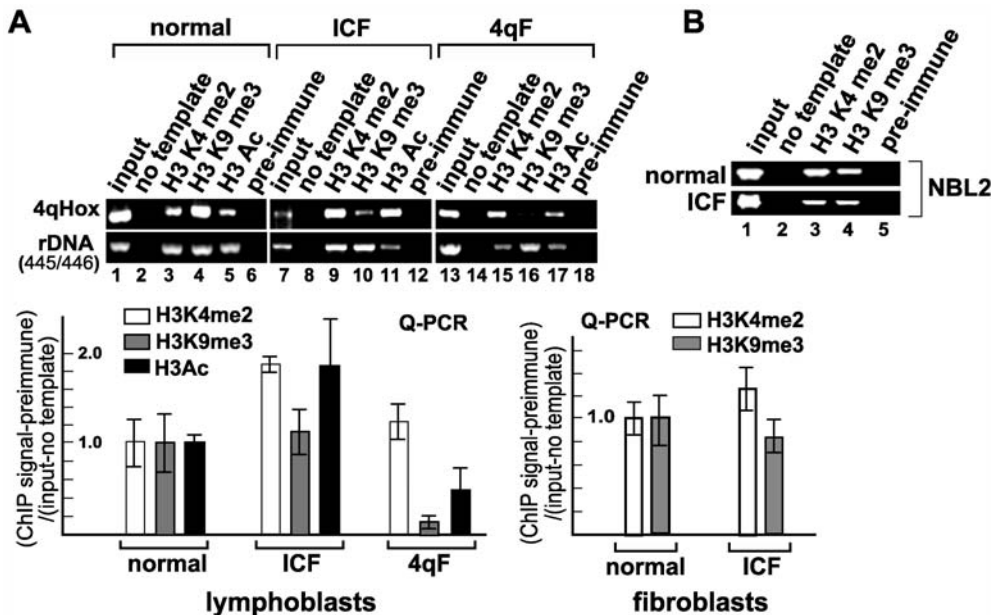 A
normal
ICF
4qF
input
no template
H3 K4 me2
H3 K9 me3
H3 Ac
pre-immune
input
no template
H3 K4 me2
H3 K9 me3
H3 Ac
pre-immune
input
no template
H3 K4 me2
H3 K9 me3
H3 Ac
pre-immune
4qHox
rDNA
(445/446)
1 2 3 4 5 6 7 8 9 10 11 12 13 14 15 16 17 18
B
input
no template
H3 K4 me2
H3 K9 me3
pre-immune
normal
ICF
NBL2
1 2 3 4 5
(ChIP signal-preimmune)
/(input-no template)
2.0
1.0
H3K4me2
H3K9me3
H3Ac
Q-PCR
normal
ICF
4qF
lymphoblasts
(ChIP signal-preimmune)
/(input-no template)
1.0
Q-PCR
H3K4me2
H3K9me3
normal
ICF
fibroblasts